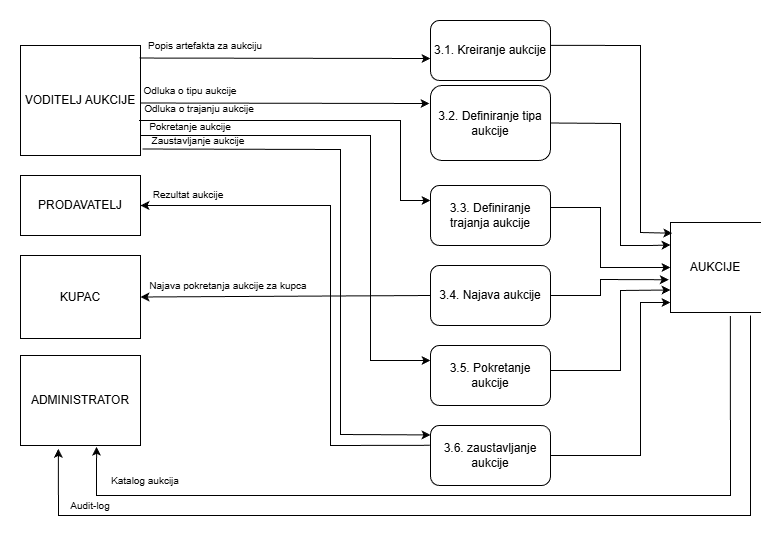 Popis artefakta za aukciju
3.1. Kreiranje aukcije
VODITELJ AUKCIJE
Odluka o tipu aukcije
Odluka o trajanju aukcije
Pokretanje aukcije
Zaustavljanje aukcije
3.2. Definiranje tipa
aukcije
PRODAVATELJ
Rezultat aukcije
3.3. Definiranje
trajanja aukcije
AUKCIJE
KUPAC
Najava pokretanja aukcije za kupca
3.4. Najava aukcije
ADMINISTRATOR
3.5. Pokretanje
aukcije
3.6. zaustavljanje
aukcije
Katalog aukcija
Audit-log